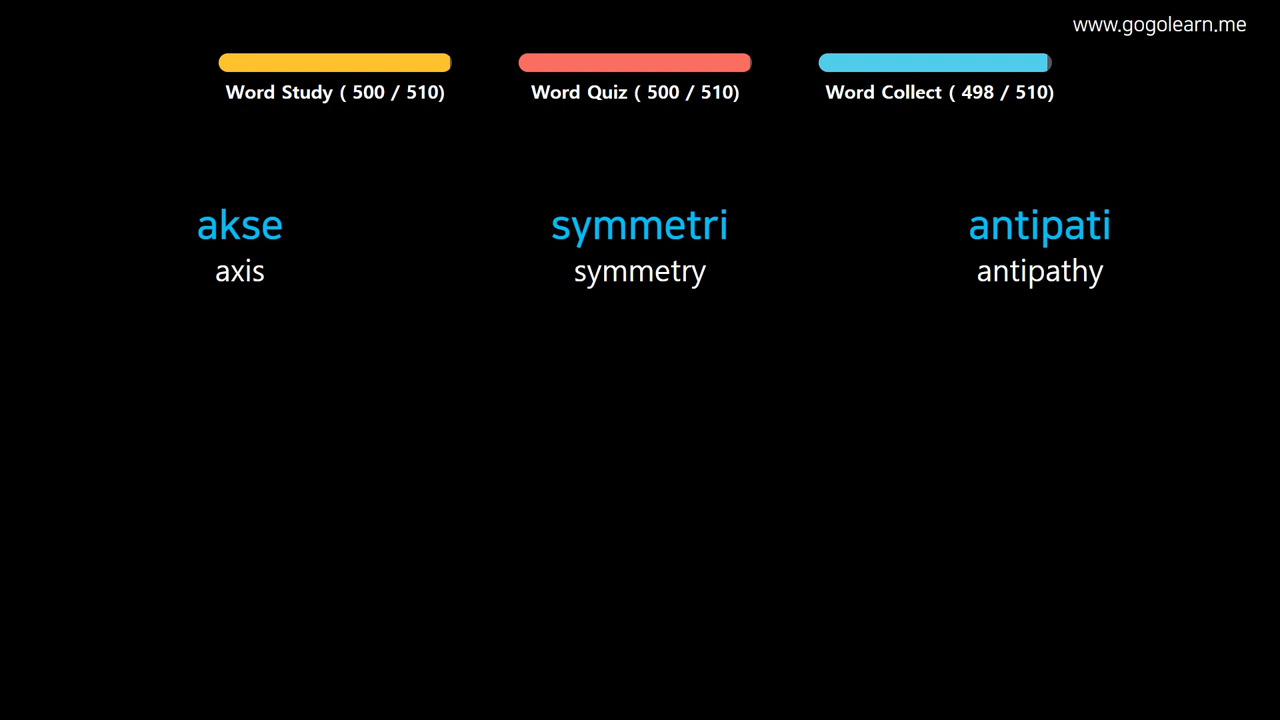 www.gogolearn.me
Word Study ( 500 / 510)
Word Quiz ( 500 / 510)
Word Collect ( 498 / 510)
akse
axis
symmetri
symmetry
antipati
antipathy